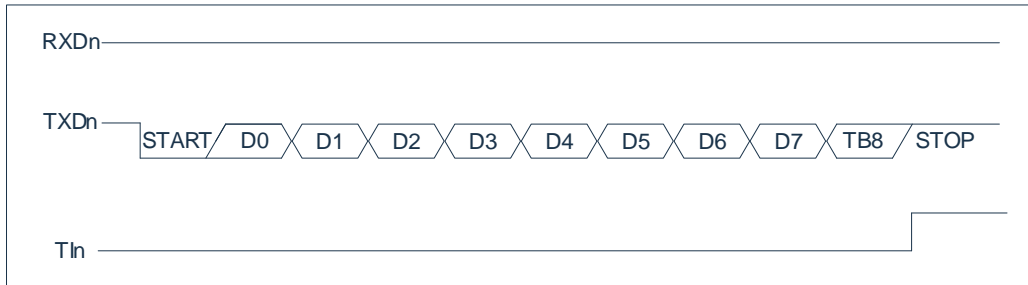 RXDn
TXDn
START D0 D1 D2 D3 D4 D5 D6 D7 TB8 STOP
TIn